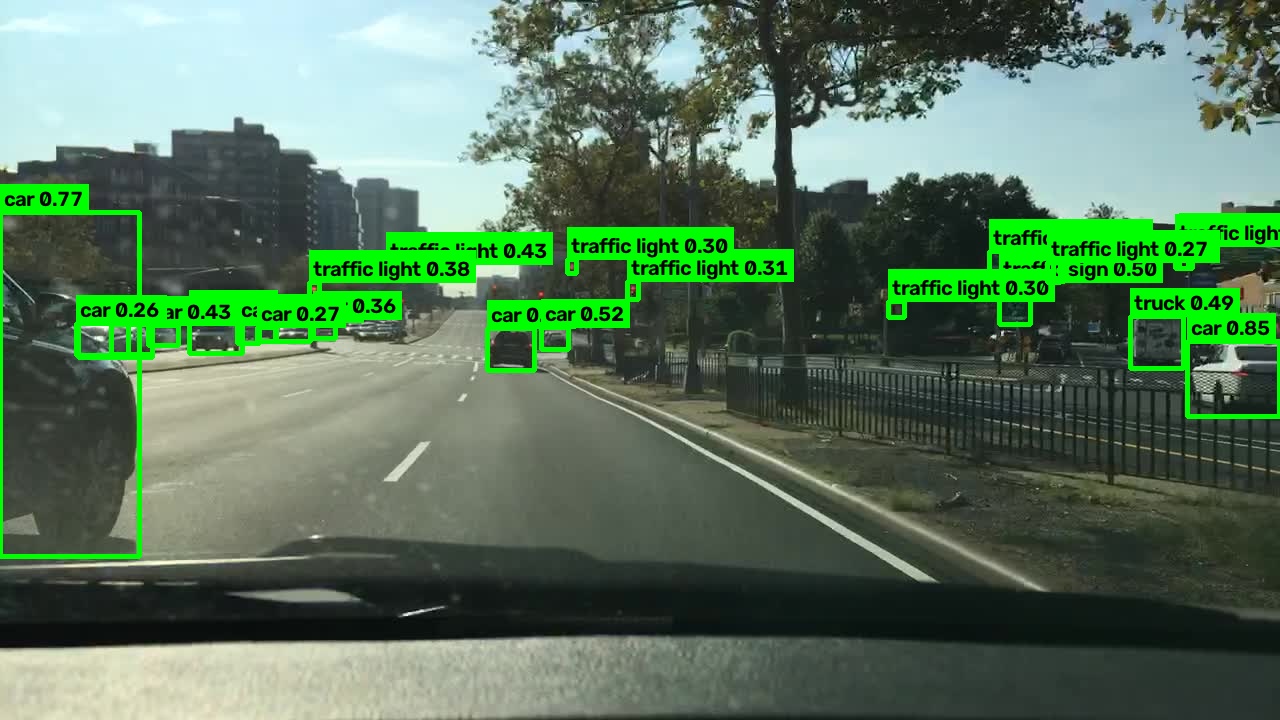 car 0.77
traffic light 0.43
traffic light 0.38
traffic light 0.30
traffic light 0.31
traffic light 0.27
sign 0.50
traffic light 0.30
car 0.26
0.43
car 0.27
0.36
car 0
car 0.52
truck 0.49
car 0.85